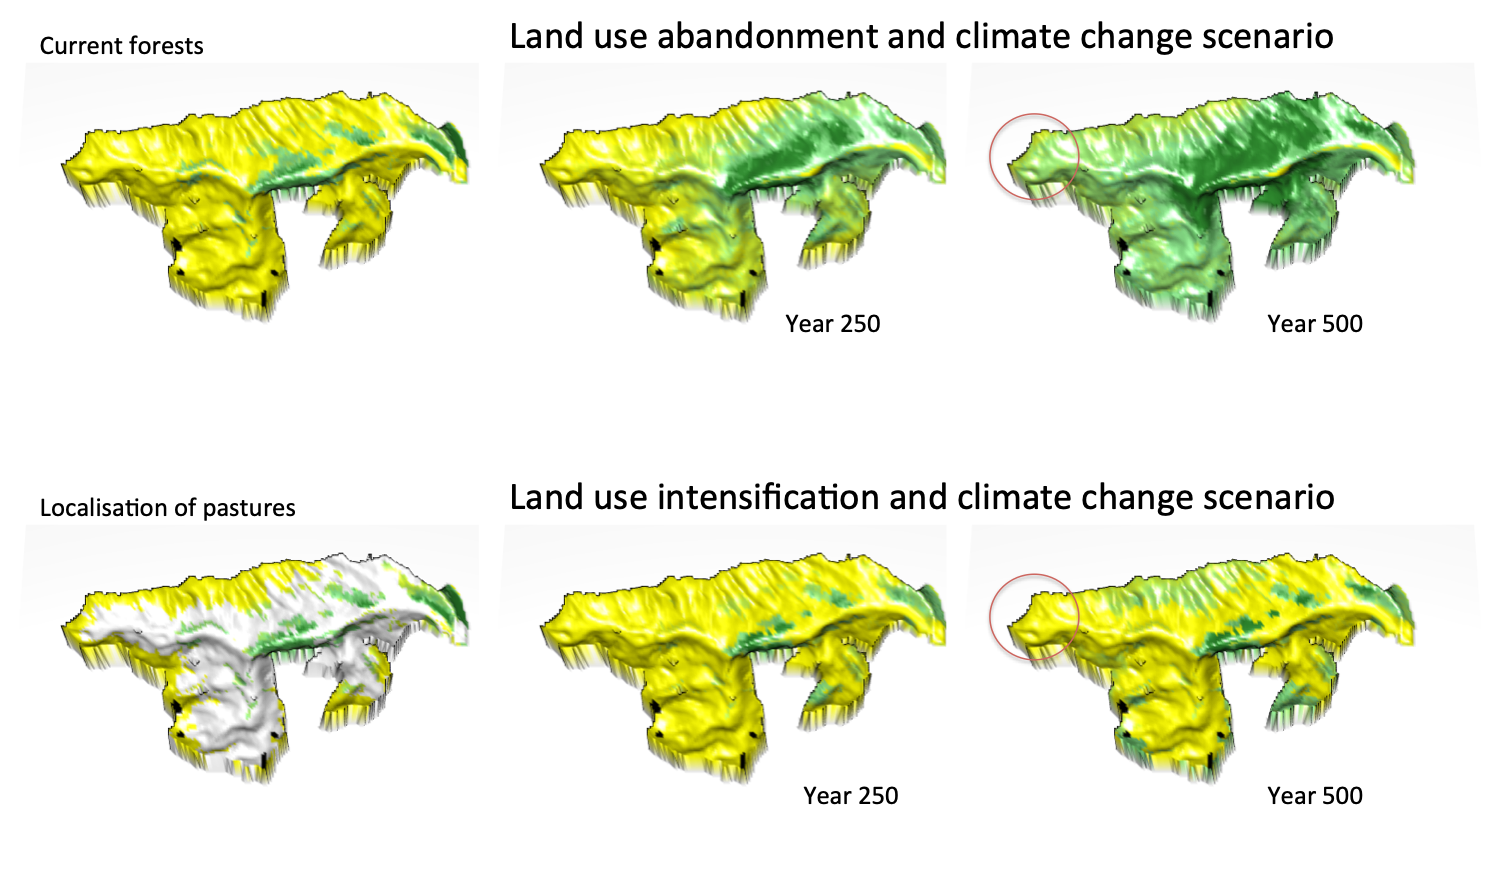 Current forests
Land use abandonment and climate change scenario
Year 250
Year 500
Localisation of pastures
Land use intensification and climate change scenario
Year 250
Year 500